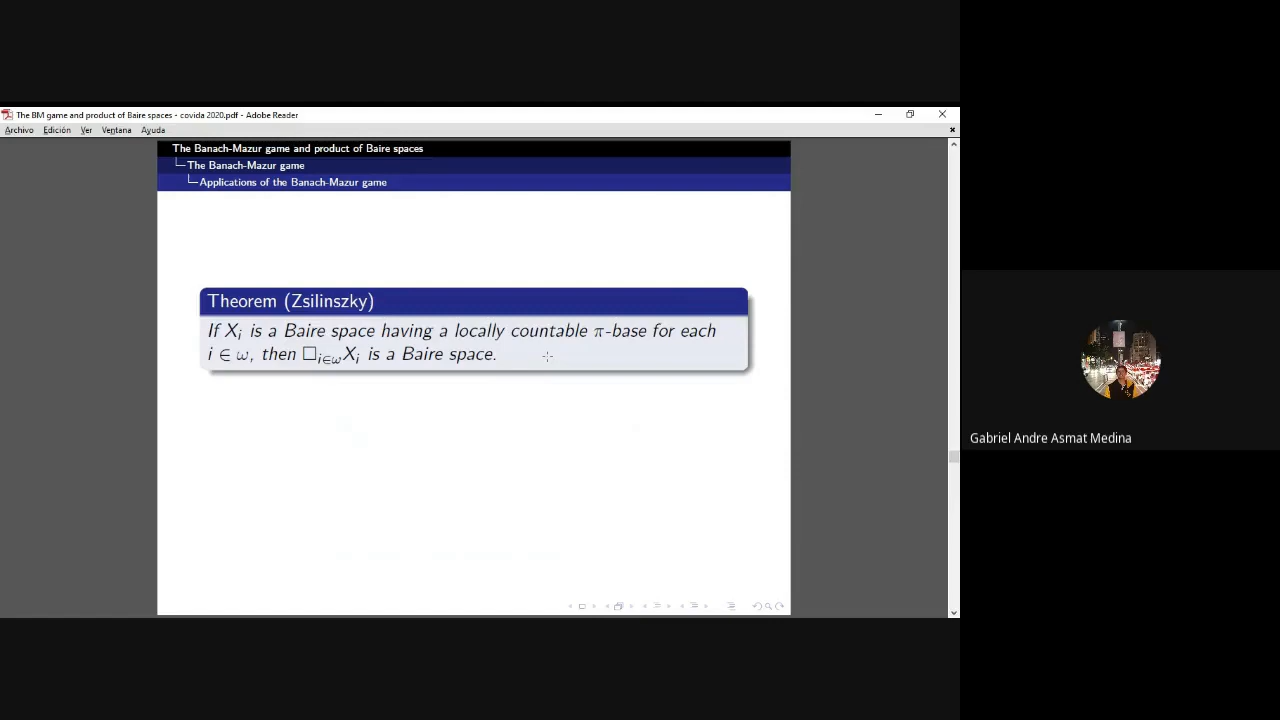 The BM game and product of Baire spaces - covida 2020.pdf - Adobe Reader
Archivo Edición Ver Ventana Ayuda
The Banach-Mazur game and product of Baire spaces
The Banach-Mazur game
Applications of the Banach-Mazur game
Theorem (Zsilinszky)
If Xᵢ is a Baire space having a locally countable π-base for each
i ∈ ω, then □ᵢ∈ωXᵢ is a Baire space.
Gabriel Andre Asmat Medina